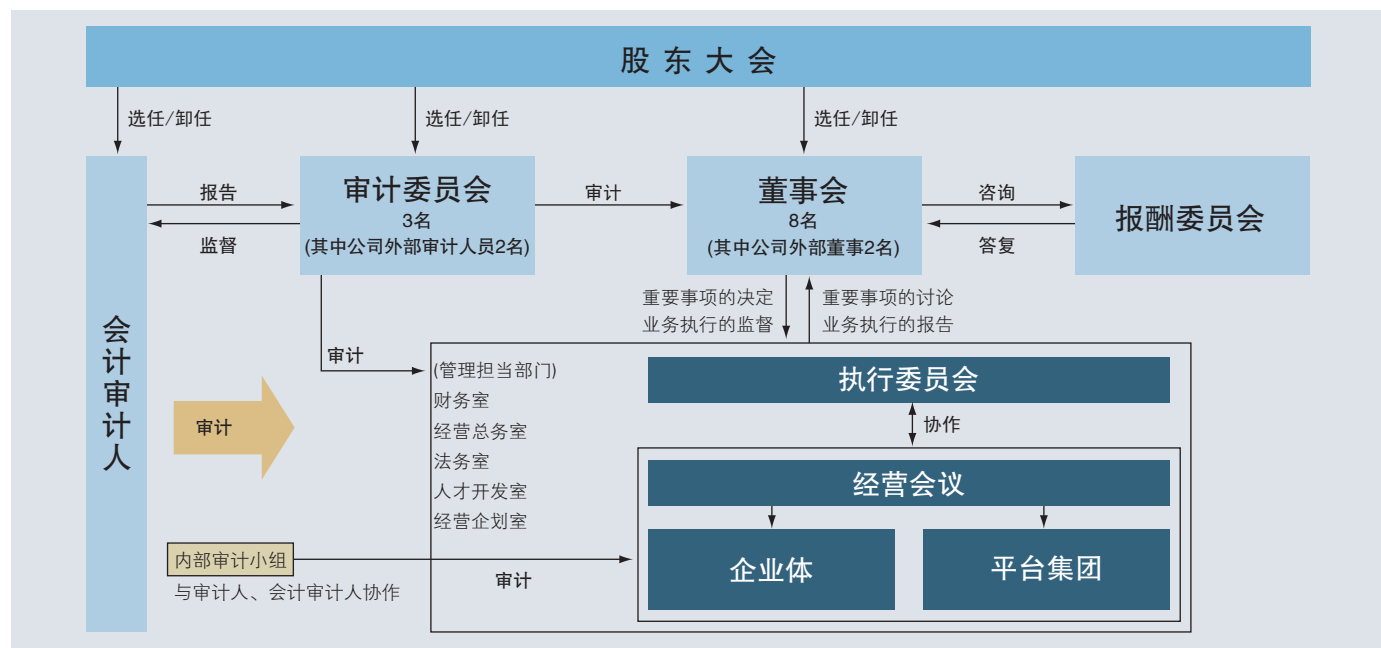 股东大会
选任/卸任
选任/卸任
选任/卸任
报告
监督
审计委员会
3名
(其中公司外部审计人员2名)
审计
董事会
8名
(其中公司外部董事2名)
咨询
答复
报酬委员会
会计审计人
重要事项的决定
业务执行的监督
重要事项的讨论
业务执行的报告
审计
(管理担当部门)
财务室
经营总务室
法务室
人才开发室
经营企划室
执行委员会
协作
审计
经营会议
企业体
平台集团
内部审计小组
与审计人、会计审计人协作
审计